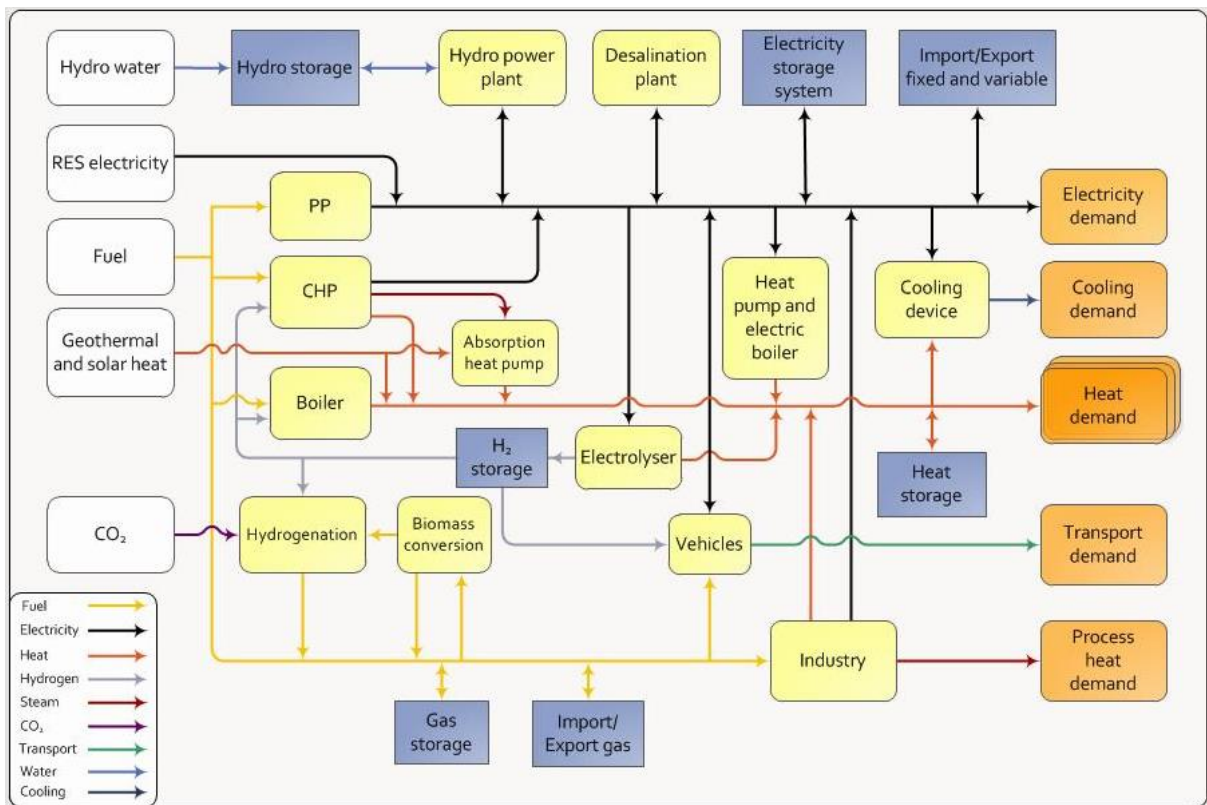 Hydro water
Hydro storage
Hydro power
plant
Desalination
plant
Electricity
storage
system
Import/Export
fixed and variable
RES electricity
PP
Electricity
demand
Fuel
CHP
Heat
pump and
electric
boiler
Cooling
device
Cooling
demand
Geothermal
and solar heat
Absorption
heat pump
Boiler
Heat
demand
H₂
storage
Electrolyser
Heat
storage
CO₂
Hydrogenation
Biomass
conversion
Vehicles
Transport
demand
Fuel
Electricity
Heat
Hydrogen
Steam
CO₂
Transport
Water
Cooling
Industry
Process
heat
demand
Gas
storage
Import/
Export gas